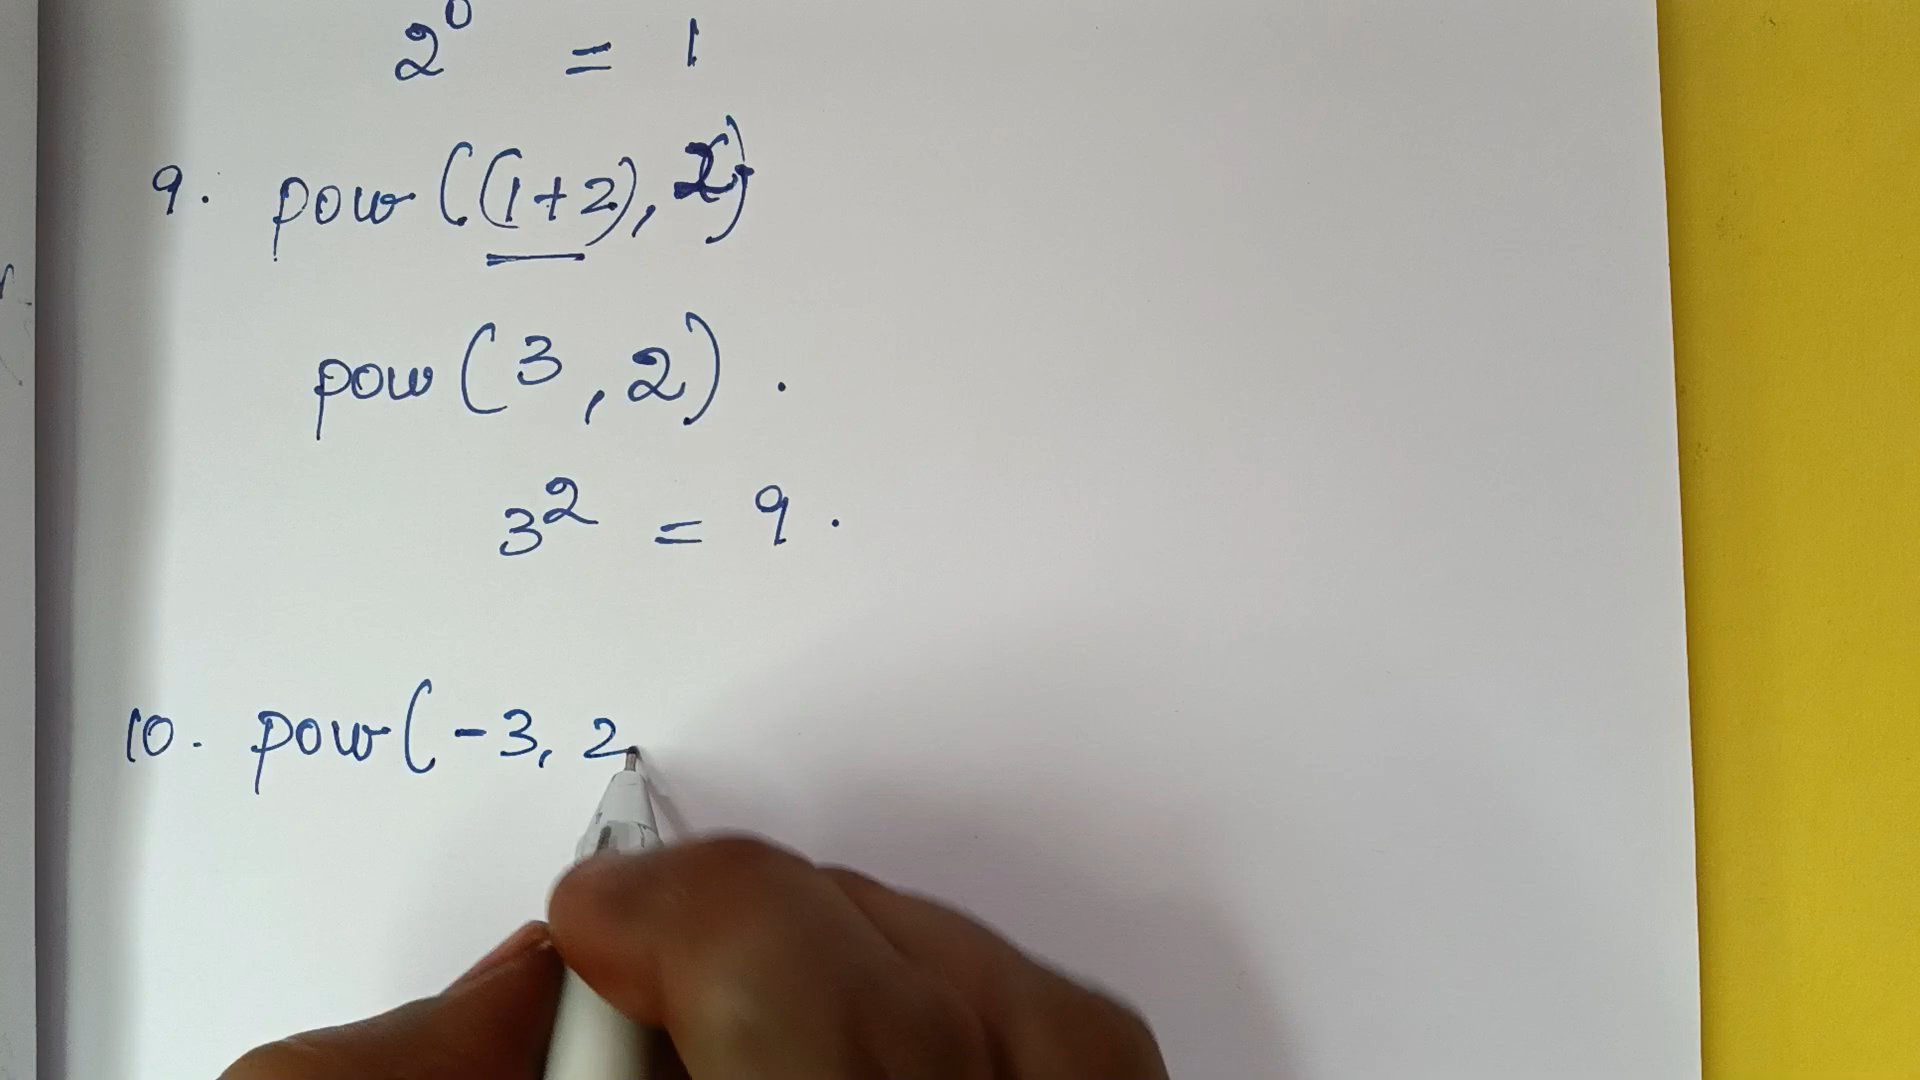 2⁰ = 1
9. pow((1+2), 2)
pow(3, 2).
3² = 9.
10. pow(-3, 2